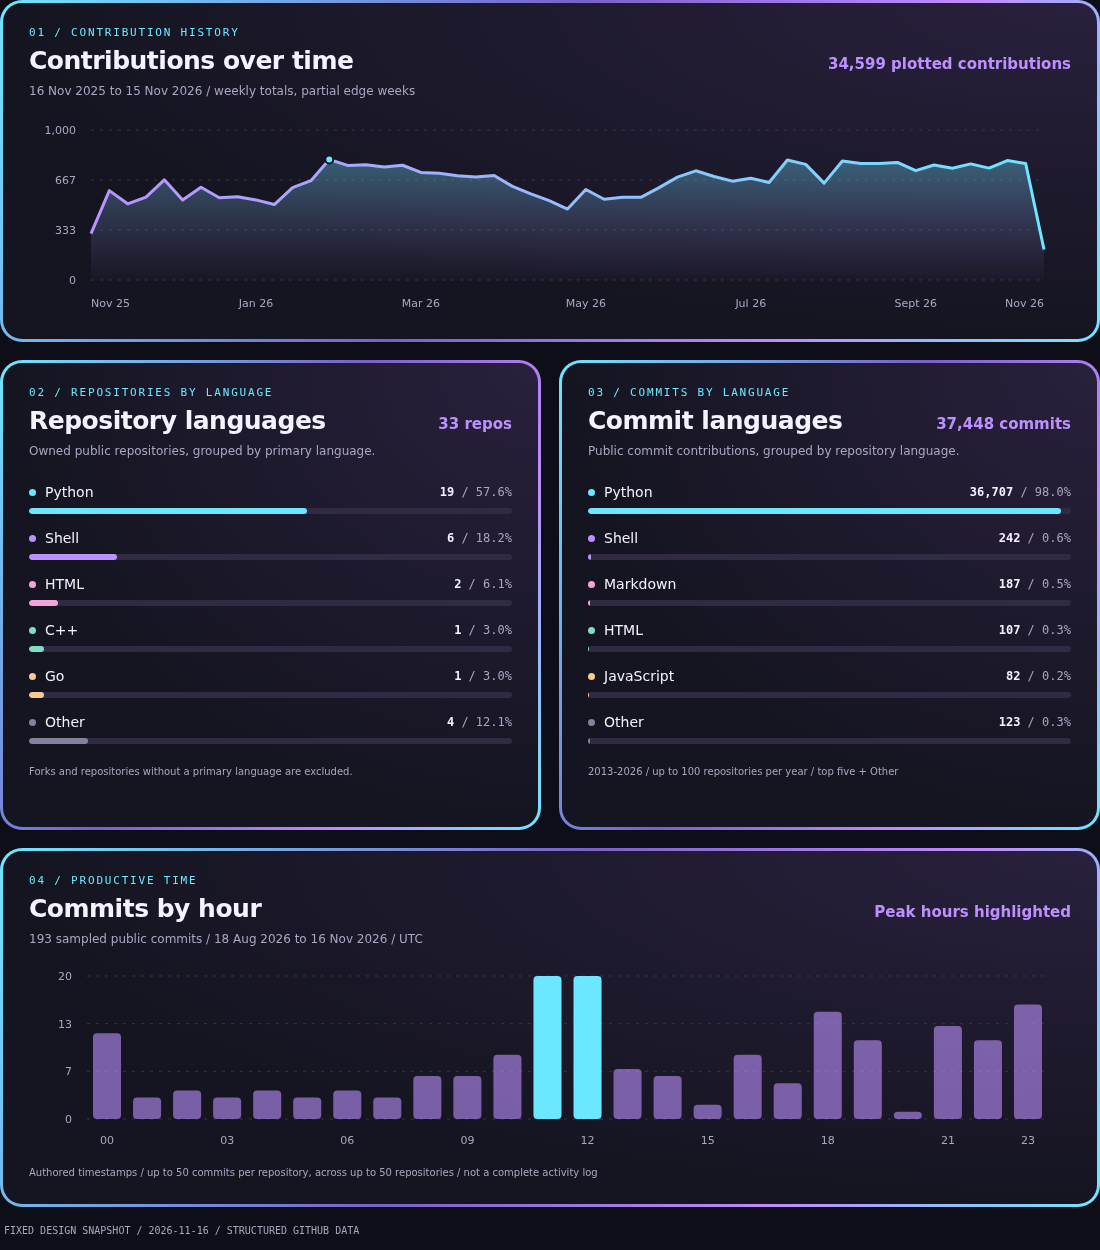 01 / CONTRIBUTION HISTORY
Contributions over time
34,599 plotted contributions
16 Nov 2025 to 15 Nov 2026 / weekly totals, partial edge weeks
1,000
667
333
0
Nov 25 Jan 26 Mar 26 May 26 Jul 26 Sept 26 Nov 26
02 / REPOSITORIES BY LANGUAGE
Repository languages
33 repos
Owned public repositories, grouped by primary language.
Python 19 / 57.6%
Shell 6 / 18.2%
HTML 2 / 6.1%
C++ 1 / 3.0%
Go 1 / 3.0%
Other 4 / 12.1%
Forks and repositories without a primary language are excluded.
03 / COMMITS BY LANGUAGE
Commit languages
37,448 commits
Public commit contributions, grouped by repository language.
Python 36,707 / 98.0%
Shell 242 / 0.6%
Markdown 187 / 0.5%
HTML 107 / 0.3%
JavaScript 82 / 0.2%
Other 123 / 0.3%
2013-2026 / up to 100 repositories per year / top five + Other
04 / PRODUCTIVE TIME
Commits by hour
Peak hours highlighted
193 sampled public commits / 18 Aug 2026 to 16 Nov 2026 / UTC
20
13
7
0
00 03 06 09 12 15 18 21 23
Authored timestamps / up to 50 commits per repository, across up to 50 repositories / not a complete activity log
FIXED DESIGN SNAPSHOT / 2026-11-16 / STRUCTURED GITHUB DATA